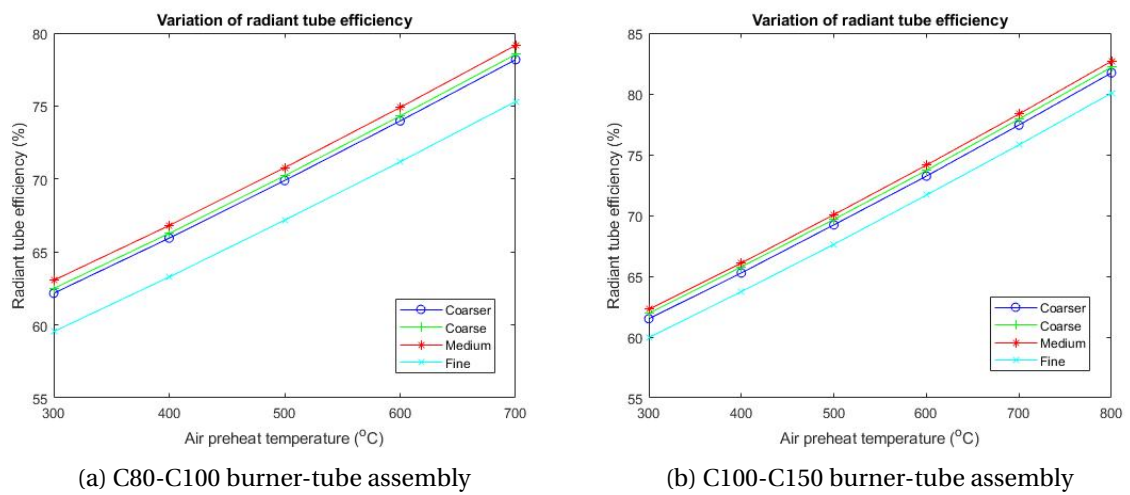 Variation of radiant tube efficiency
80
75
70
65
60
55
Radiant tube efficiency (%)
Coarser
Coarse
Medium
Fine
300 400 500 600 700
Air preheat temperature (°C)
(a) C80-C100 burner-tube assembly
Variation of radiant tube efficiency
85
80
75
70
65
60
55
Radiant tube efficiency (%)
Coarser
Coarse
Medium
Fine
300 400 500 600 700 800
Air preheat temperature (°C)
(b) C100-C150 burner-tube assembly